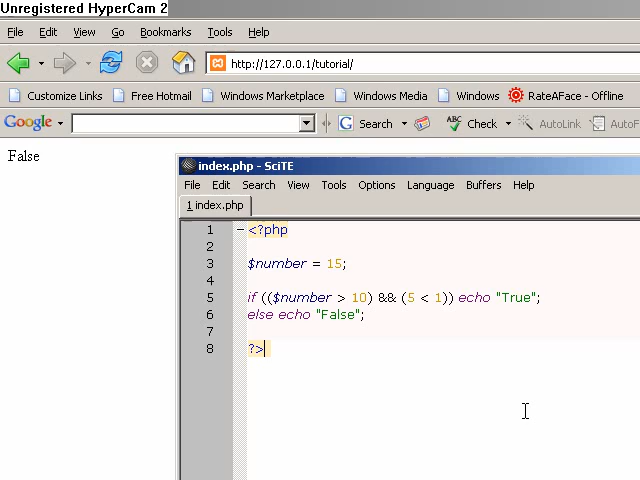 Unregistered HyperCam 2
File Edit View Go Bookmarks Tools Help
http://127.0.0.1/tutorial/
Customize Links Free Hotmail Windows Marketplace Windows Media Windows RateAFace - Offline
Google G Search ABC Check AutoLink AutoF
False
index.php - SciTE
File Edit Search View Tools Options Language Buffers Help
1 index.php
1 <?php
2
3 $number = 15;
4
5 if (($number > 10) && (5 < 1)) echo "True";
6 else echo "False";
7
8 ?>